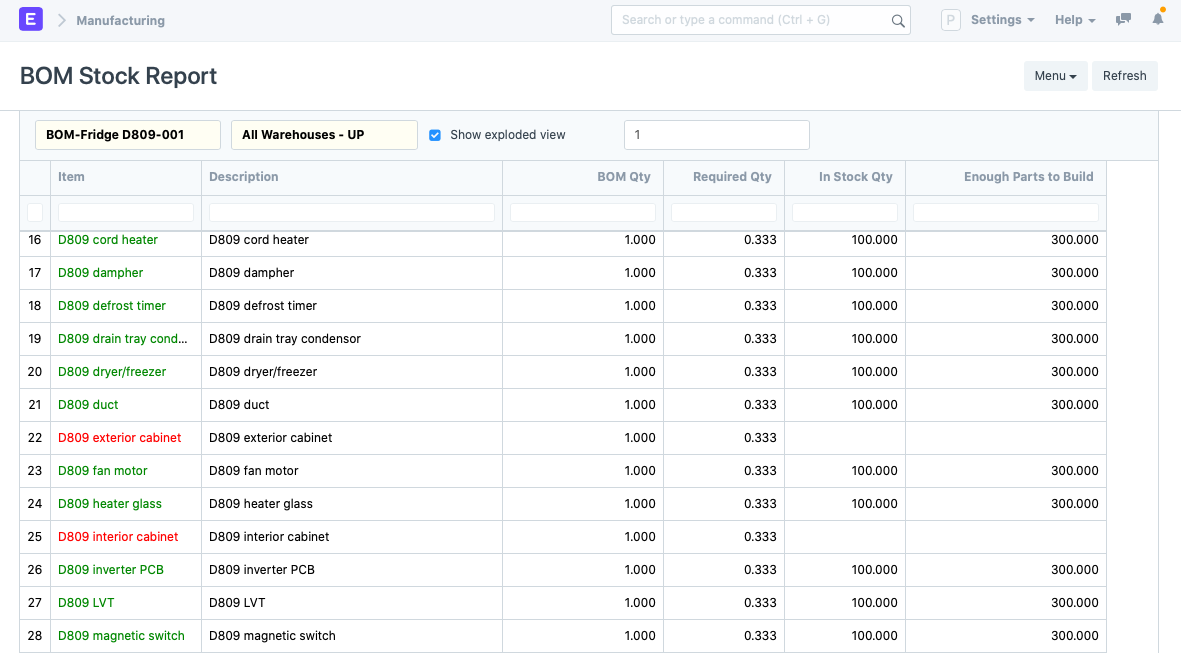 E Manufacturing Search or type a command (Ctrl + G) P Settings Help
BOM Stock Report Menu Refresh
BOM-Fridge D809-001 All Warehouses - UP Show exploded view 1
Item Description BOM Qty Required Qty In Stock Qty Enough Parts to Build
16 D809 cord heater D809 cord heater 1.000 0.333 100.000 300.000
17 D809 dampher D809 dampher 1.000 0.333 100.000 300.000
18 D809 defrost timer D809 defrost timer 1.000 0.333 100.000 300.000
19 D809 drain tray cond... D809 drain tray condensor 1.000 0.333 100.000 300.000
20 D809 dryer/freezer D809 dryer/freezer 1.000 0.333 100.000 300.000
21 D809 duct D809 duct 1.000 0.333 100.000 300.000
22 D809 exterior cabinet D809 exterior cabinet 1.000 0.333
23 D809 fan motor D809 fan motor 1.000 0.333 100.000 300.000
24 D809 heater glass D809 heater glass 1.000 0.333 100.000 300.000
25 D809 interior cabinet D809 interior cabinet 1.000 0.333
26 D809 inverter PCB D809 inverter PCB 1.000 0.333 100.000 300.000
27 D809 LVT D809 LVT 1.000 0.333 100.000 300.000
28 D809 magnetic switch D809 magnetic switch 1.000 0.333 100.000 300.000